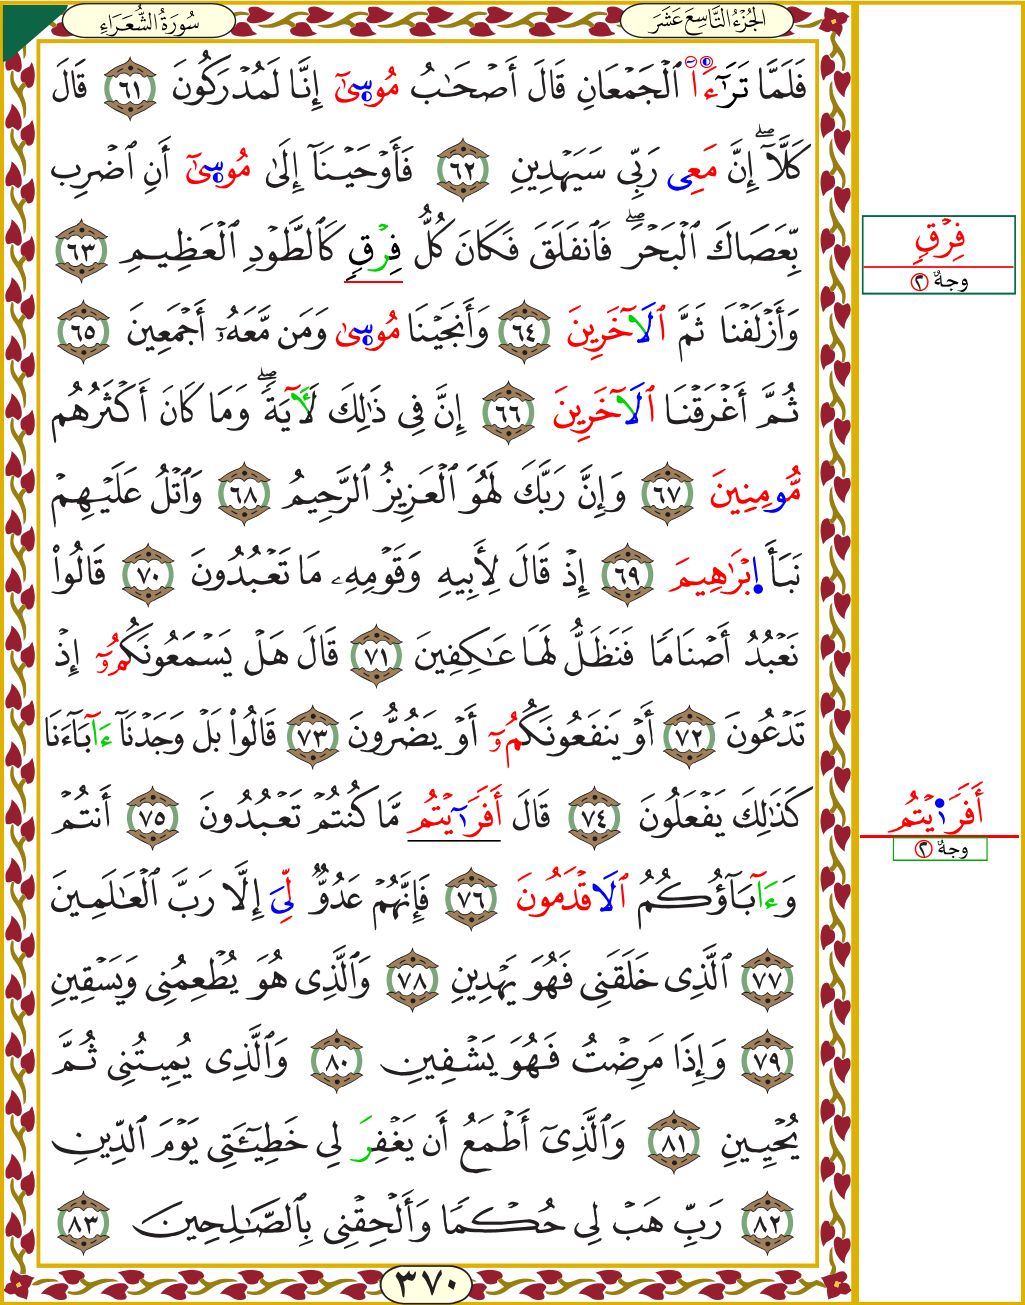 الجُزْءُ التَّاسِعَ عَشَرَ
سُورَةُ الشُّعَرَاءِ
فَلَمَّا تَرَٰٓءَا ٱلْجَمْعَانِ قَالَ أَصْحَٰبُ مُوسَىٰٓ إِنَّا لَمُدْرَكُونَ ٦١ قَالَ
كَلَّآۖ إِنَّ مَعِى رَبِّى سَيَهْدِينِ ٦٢ فَأَوْحَيْنَآ إِلَىٰ مُوسَىٰٓ أَنِ ٱضْرِب
بِّعَصَاكَ ٱلْبَحْرَۖ فَٱنفَلَقَ فَكَانَ كُلُّ فِرْقٍ كَٱلطَّوْدِ ٱلْعَظِيمِ ٦٣
وَأَزْلَفْنَا ثَمَّ ٱلَاٰخَرِينَ ٦٤ وَأَنجَيْنَا مُوسَىٰ وَمَن مَّعَهُۥٓ أَجْمَعِينَ ٦٥
ثُمَّ أَغْرَقْنَا ٱلَاٰخَرِينَ ٦٦ إِنَّ فِى ذَٰلِكَ لَأٓيَةًۖ وَمَا كَانَ أَكْثَرُهُم
مُّومِنِينَ ٦٧ وَإِنَّ رَبَّكَ لَهُوَ ٱلْعَزِيزُ ٱلرَّحِيمُ ٦٨ وَٱتْلُ عَلَيْهِمْ
نَبَأَ إِبْرَٰهِيمَ ٦٩ إِذْ قَالَ لِأَبِيهِ وَقَوْمِهِۦ مَا تَعْبُدُونَ ٧٠ قَالُواْ
نَعْبُدُ أَصْنَامًا فَنَظَلُّ لَهَا عَٰكِفِينَ ٧١ قَالَ هَلْ يَسْمَعُونَكُمُۥٓ إِذْ
تَدْعُونَ ٧٢ أَوْ يَنفَعُونَكُمُۥٓ أَوْ يَضُرُّونَ ٧٣ قَالُواْ بَلْ وَجَدْنَآ ءَابَآءَنَا
كَذَٰلِكَ يَفْعَلُونَ ٧٤ قَالَ أَفَرَاٰيْتُم مَّا كُنتُمْ تَعْبُدُونَ ٧٥ أَنتُمْ
وَءَابَآؤُكُمُ ٱلَاقْدَمُونَ ٧٦ فَإِنَّهُمْ عَدُوٌّ لِّىَ إِلَّا رَبَّ ٱلْعَٰلَمِينَ
٧٧ ٱلَّذِى خَلَقَنِى فَهُوَ يَهْدِينِ ٧٨ وَٱلَّذِى هُوَ يُطْعِمُنِى وَيَسْقِينِ
٧٩ وَإِذَا مَرِضْتُ فَهُوَ يَشْفِينِ ٨٠ وَٱلَّذِى يُمِيتُنِى ثُمَّ
يُحْيِينِ ٨١ وَٱلَّذِىٓ أَطْمَعُ أَن يَغْفِرَ لِى خَطِيٓـَٔتِى يَوْمَ ٱلدِّينِ
٨٢ رَبِّ هَبْ لِى حُكْمًا وَأَلْحِقْنِى بِٱلصَّٰلِحِينَ ٨٣
٣٧٠
فِرْقٍ
وجهٌ ٢
أَفَرَاٰيْتُم
وجهٌ ٢